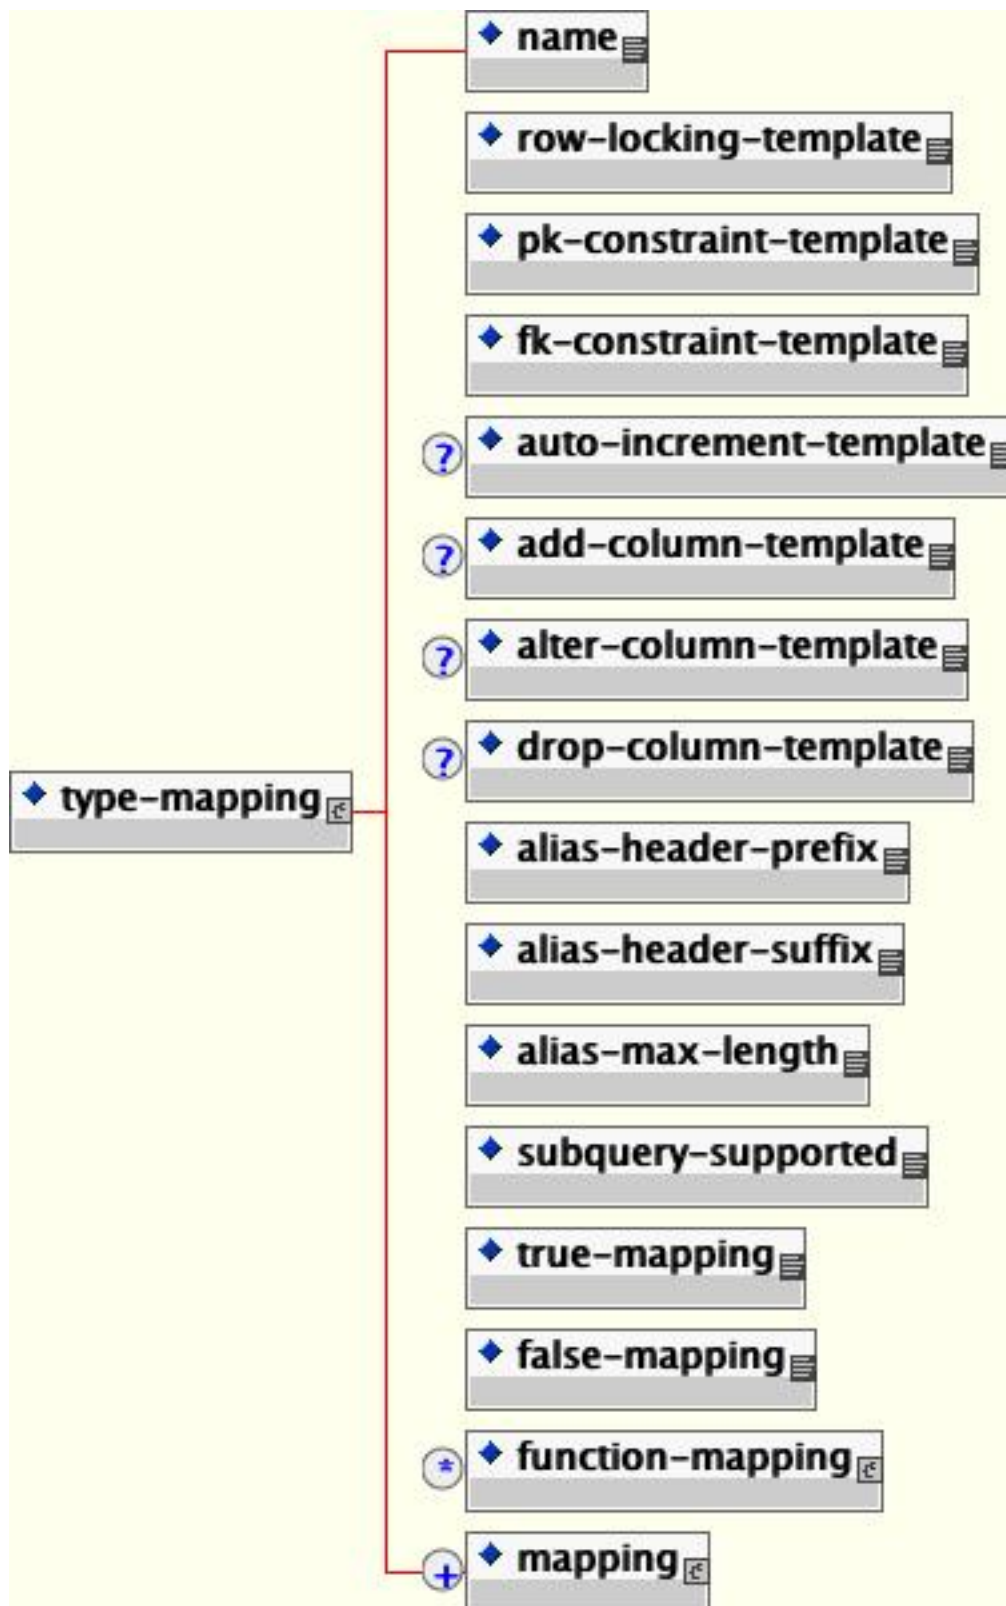 name
row-locking-template
pk-constraint-template
fk-constraint-template
? auto-increment-template
? add-column-template
? alter-column-template
? drop-column-template
type-mapping
alias-header-prefix
alias-header-suffix
alias-max-length
subquery-supported
true-mapping
false-mapping
* function-mapping
+ mapping